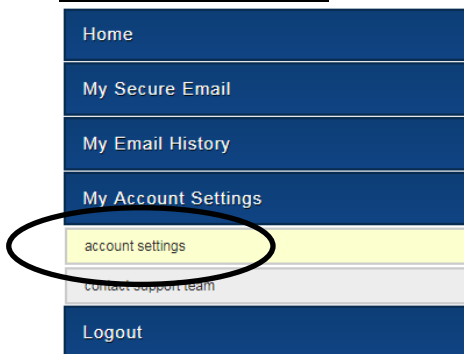 Home
My Secure Email
My Email History
My Account Settings
account settings
contact support team
Logout